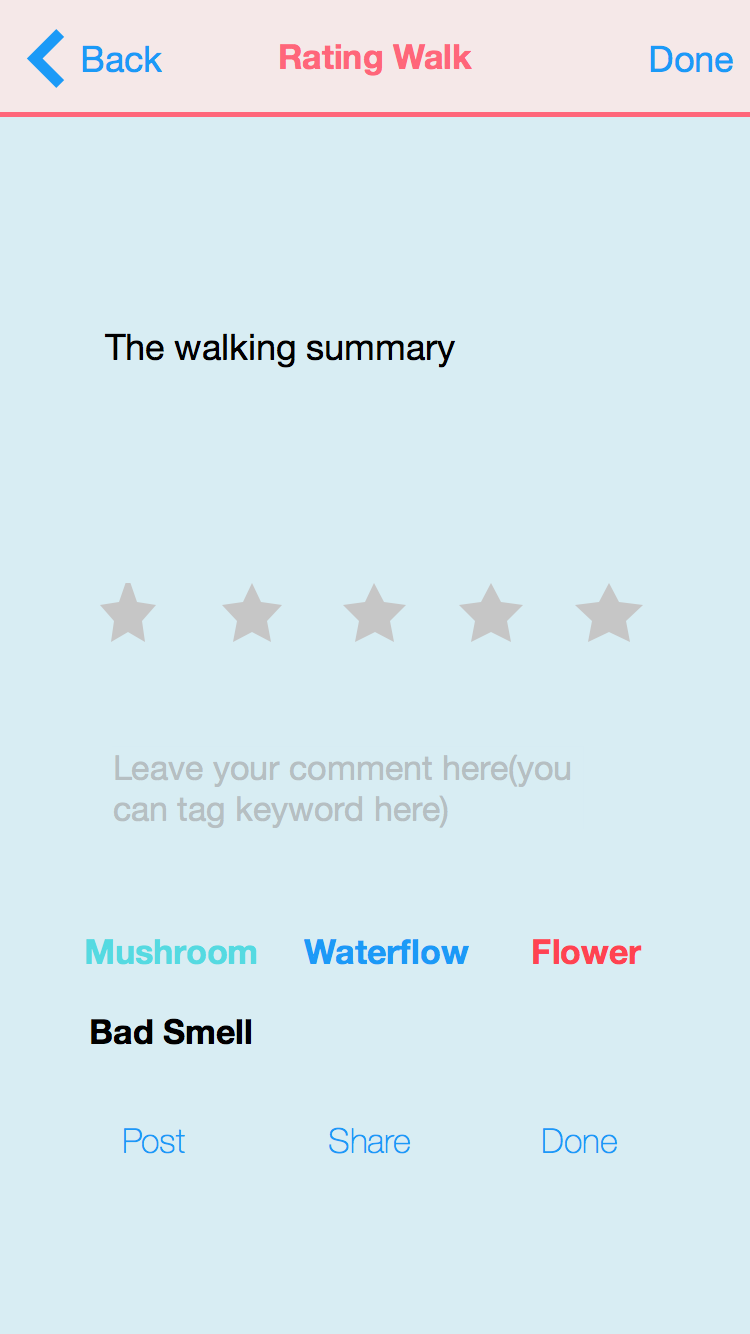 Back Rating Walk Done
The walking summary
Leave your comment here(you
can tag keyword here)
Mushroom Waterflow Flower
Bad Smell
Post Share Done